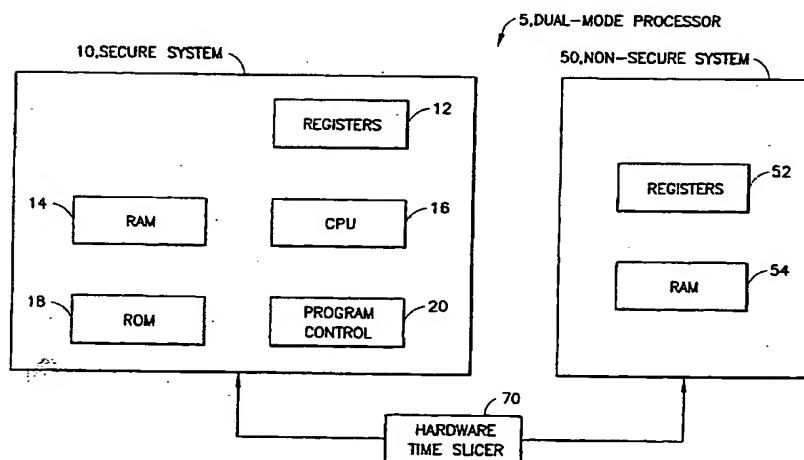 5,DUAL-MODE PROCESSOR
10,SECURE SYSTEM
50,NON-SECURE SYSTEM
REGISTERS
12
14
RAM
CPU
16
18
ROM
PROGRAM
CONTROL
20
REGISTERS
52
RAM
54
70
HARDWARE
TIME SLICER